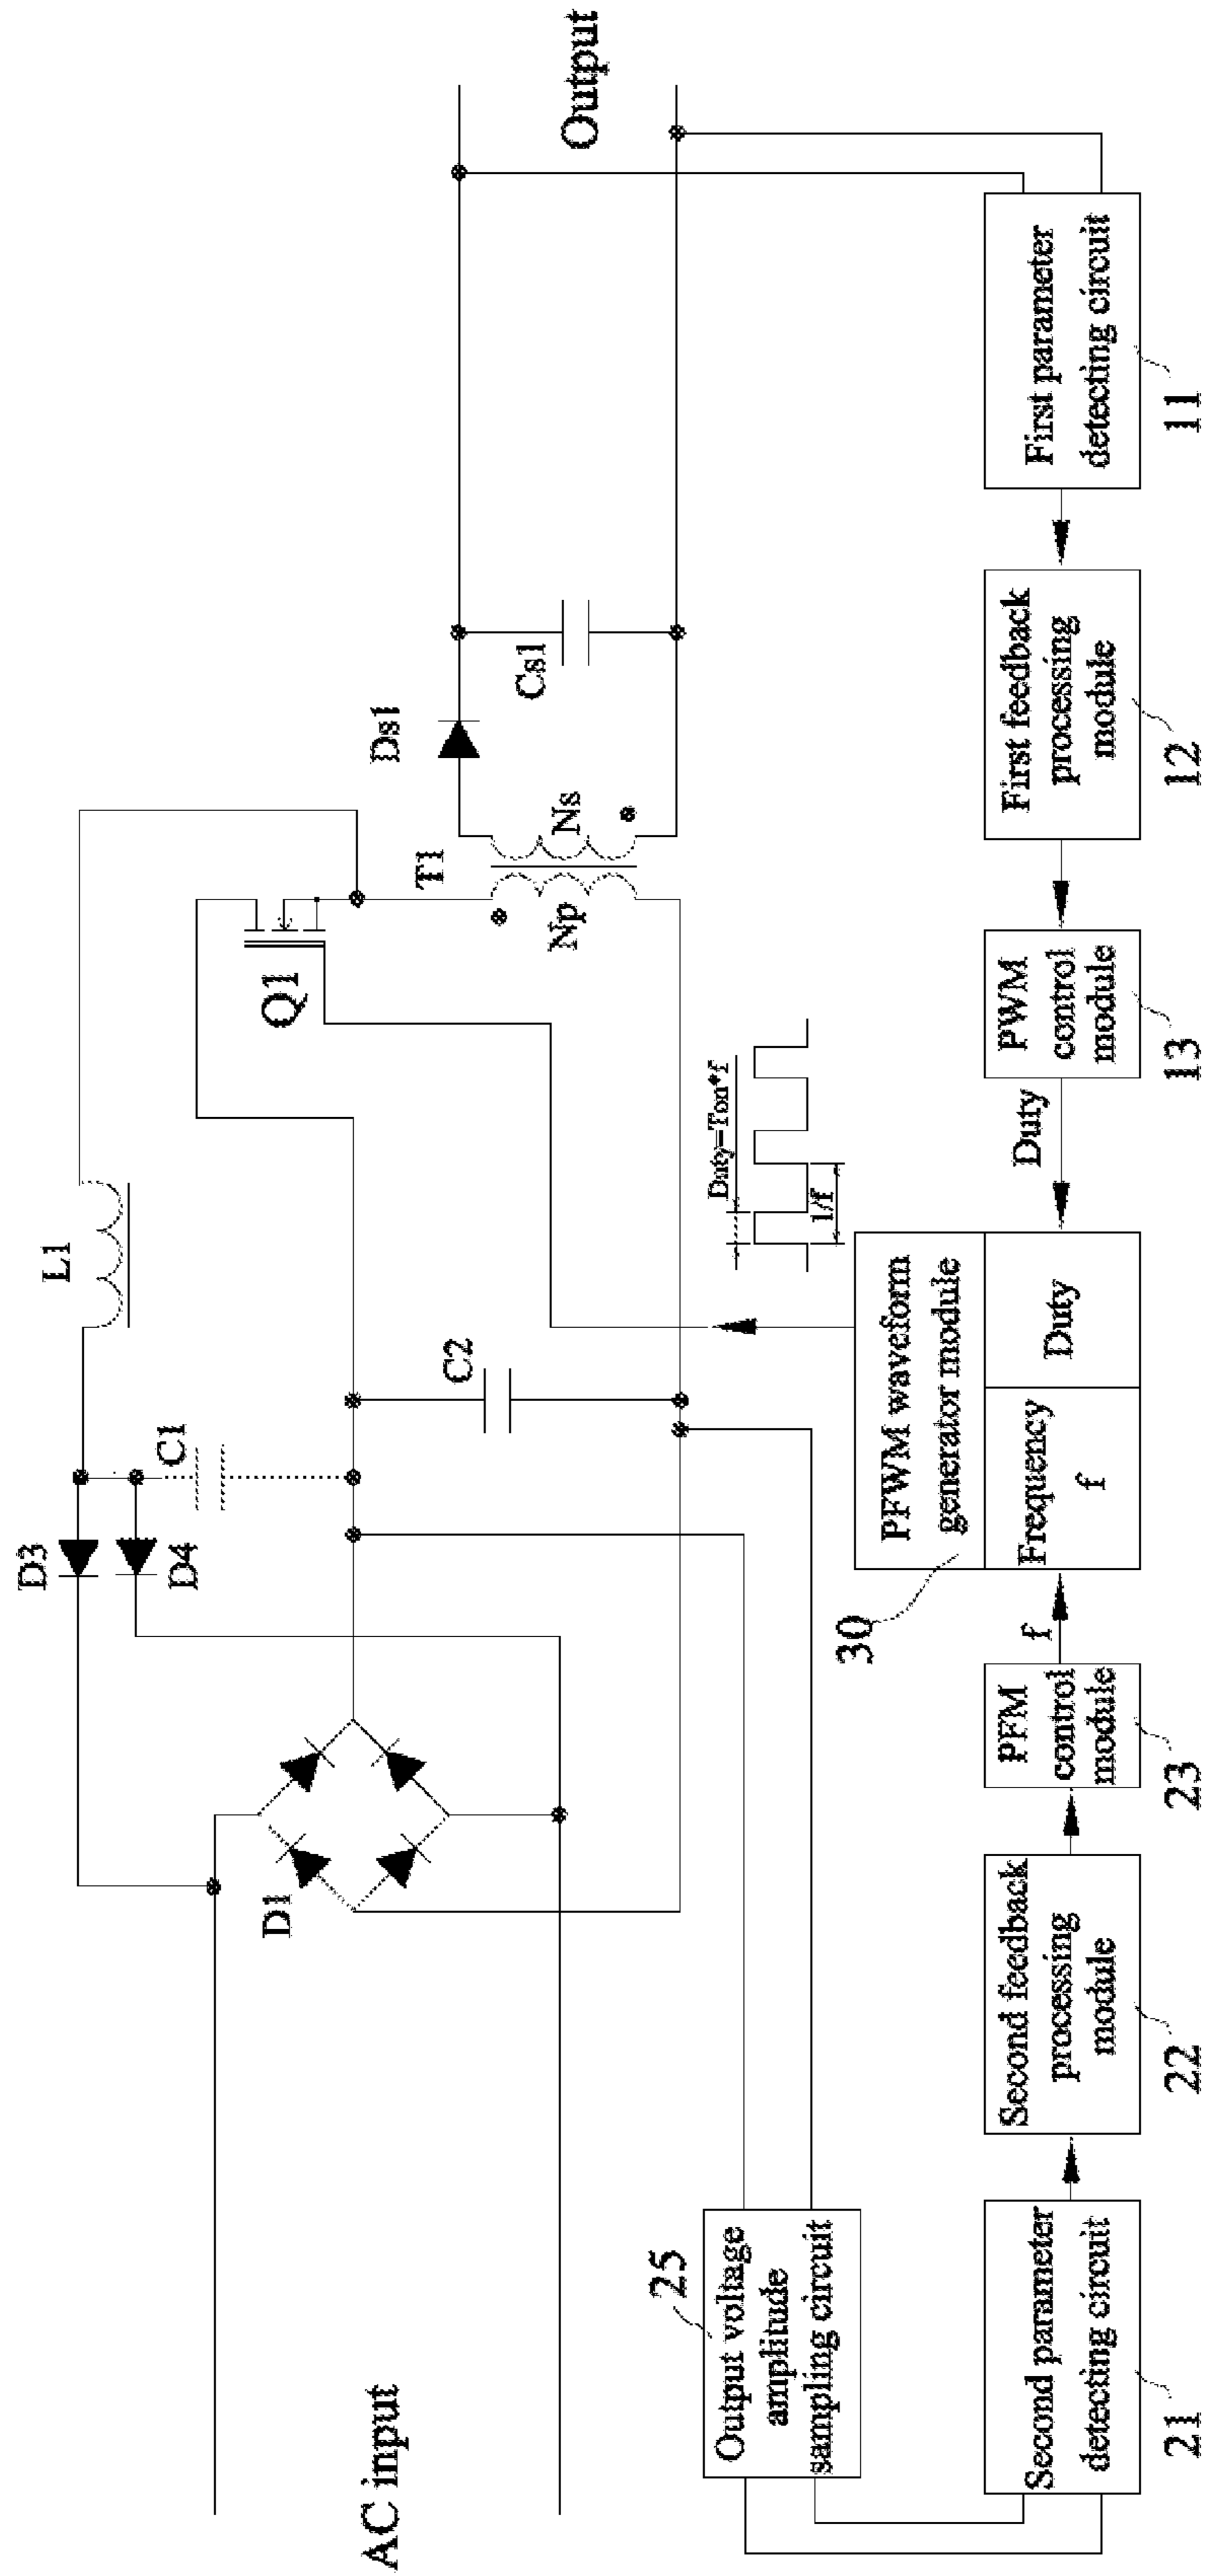 AC input
D3
D4
C1
L1
D1
C2
Q1
T1
Np
Ns
Ds1
Cs1
Output
25
Output voltage
amplitude
sampling circuit
Duty=Ton*f
1/f
30
PFWM waveform
generator module
Frequency
f
Duty
Second parameter
detecting circuit
21
Second feedback
processing
module
22
PFM
control
module
23
f
Duty
PWM
control
module
13
First feedback
processing
module
12
First parameter
detecting circuit
11